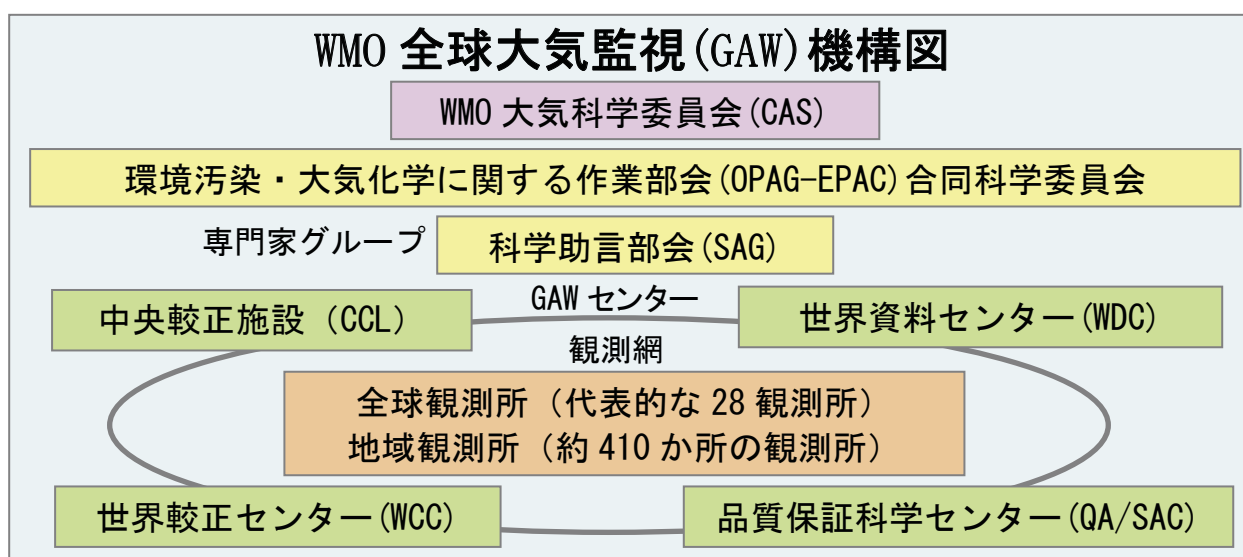 WMO 全球大気監視(GAW)機構図
WMO 大気科学委員会(CAS)
環境汚染・大気化学に関する作業部会(OPAG-EPAC)合同科学委員会
専門家グループ
科学助言部会(SAG)
GAW センター
中央較正施設（CCL）
世界資料センター(WDC)
観測網
全球観測所（代表的な 28 観測所）
地域観測所（約 410 か所の観測所）
世界較正センター(WCC)
品質保証科学センター(QA/SAC)